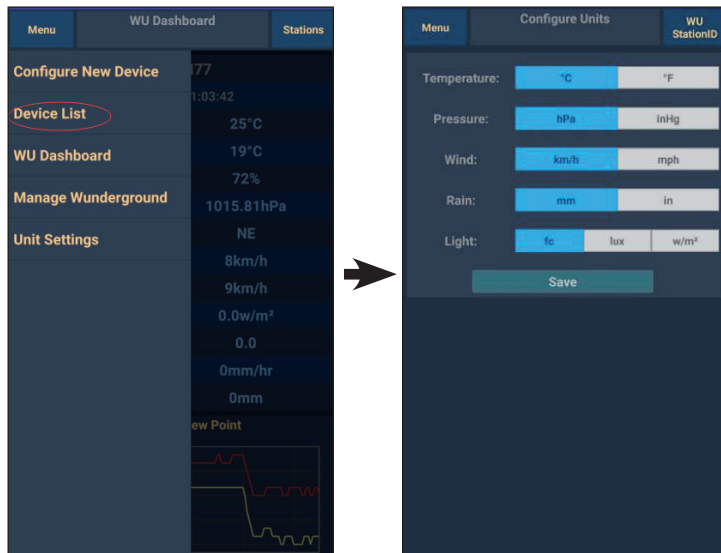 Menu
WU Dashboard
Stations
Configure New Device
Device List
WU Dashboard
Manage Wunderground
Unit Settings
I77
1:03:42
25°C
19°C
72%
1015.81hPa
NE
8km/h
9km/h
0.0w/m²
0.0
0mm/hr
0mm
ew Point
Menu
Configure Units
WU
StationID
Temperature: °C °F
Pressure: hPa inHg
Wind: km/h mph
Rain: mm in
Light: fc lux w/m²
Save